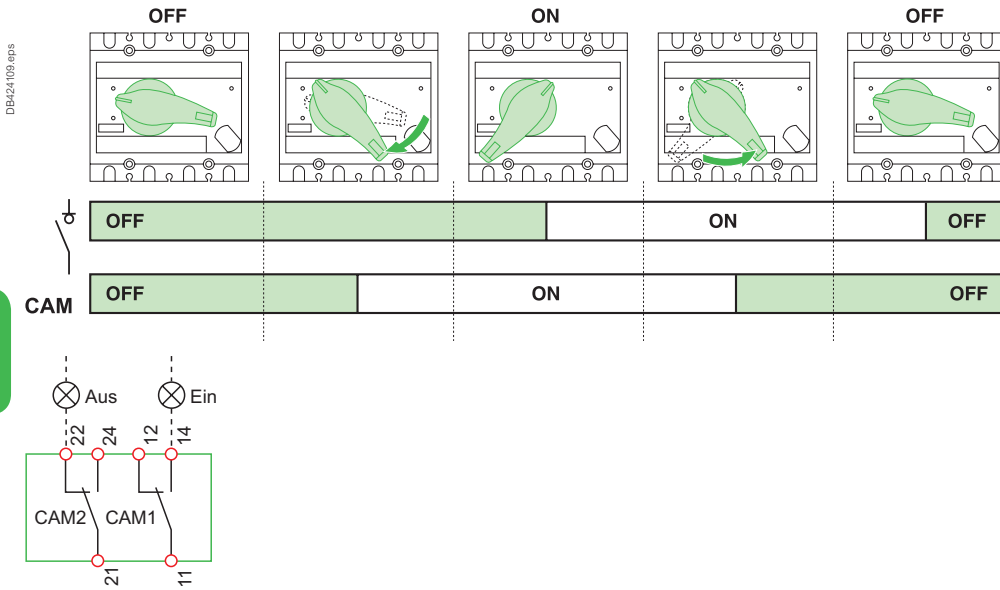 OFF ON OFF
DB424109.eps
OFF ON OFF
CAM OFF ON OFF
Aus Ein
22 24 12 14
CAM2 CAM1
21 11